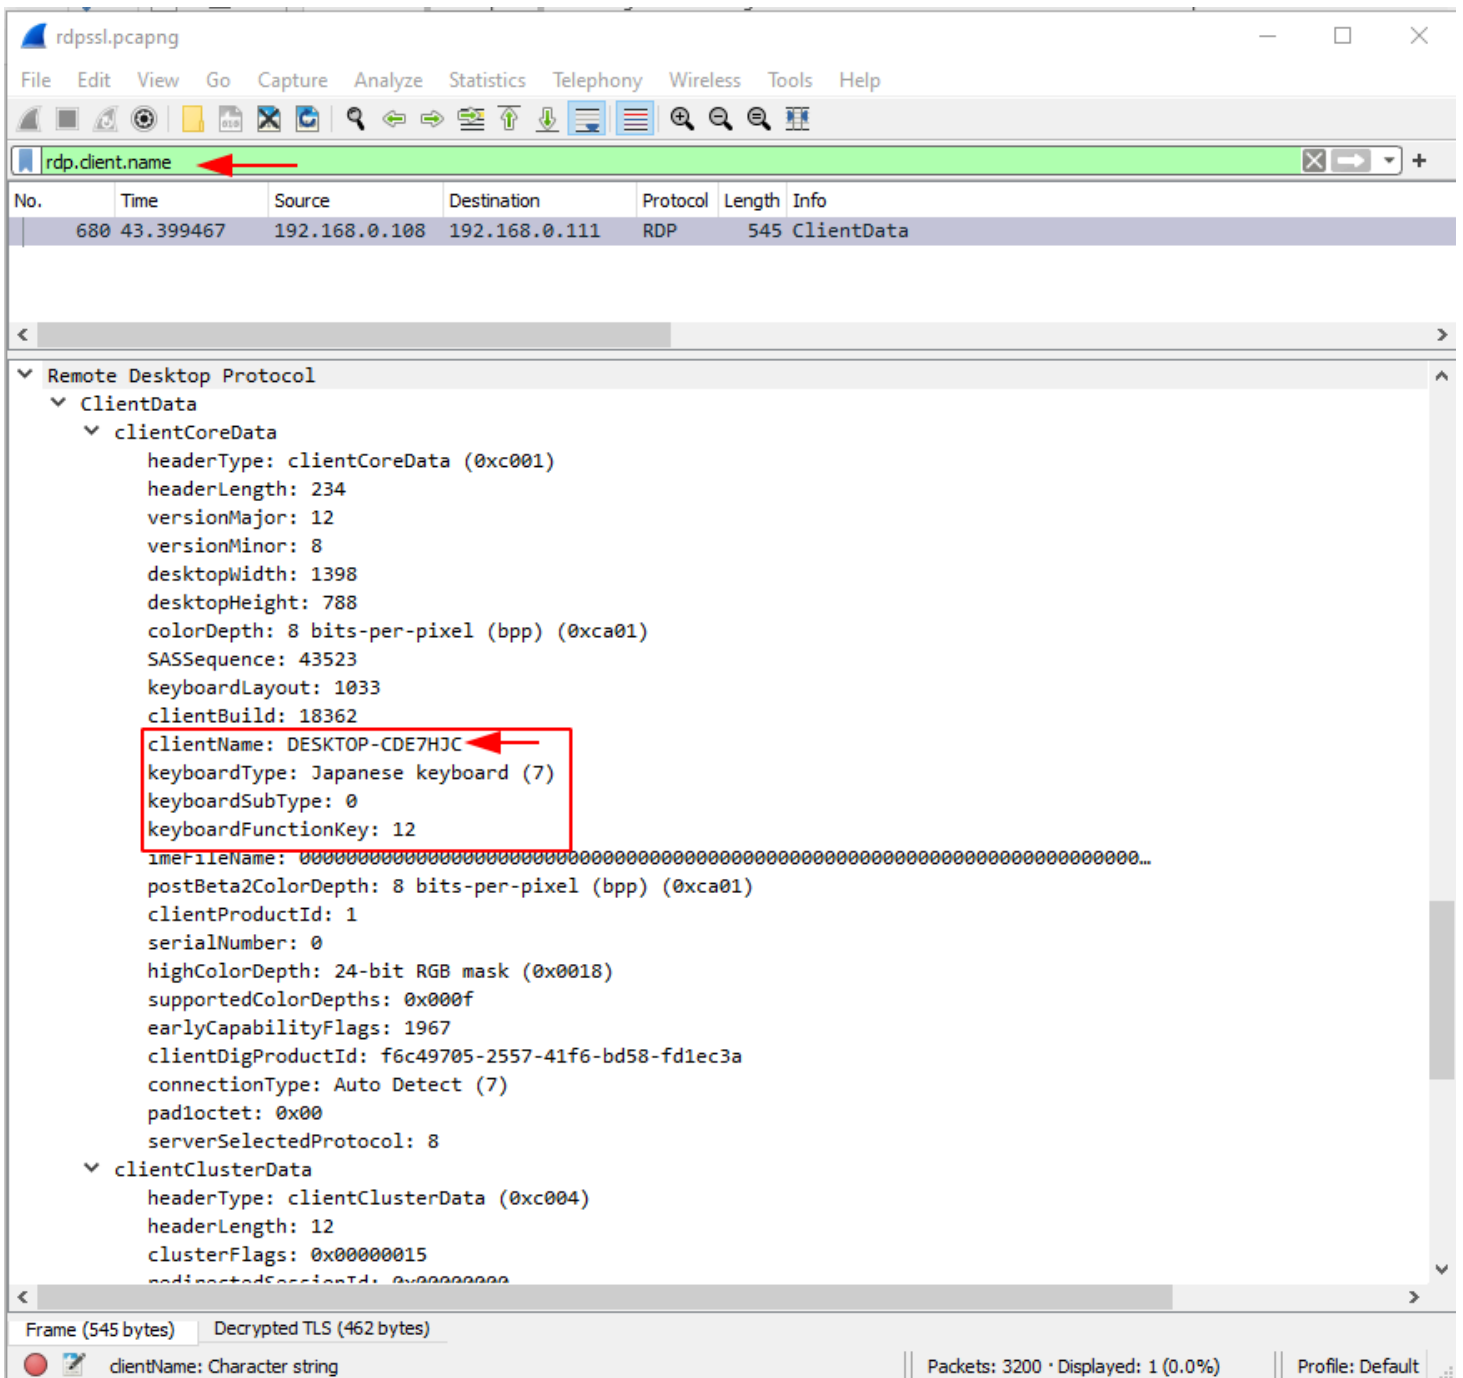 rdpssl.pcapng
File Edit View Go Capture Analyze Statistics Telephony Wireless Tools Help
rdp.client.name
No. Time Source Destination Protocol Length Info
680 43.399467 192.168.0.108 192.168.0.111 RDP 545 ClientData
Remote Desktop Protocol
ClientData
clientCoreData
headerType: clientCoreData (0xc001)
headerLength: 234
versionMajor: 12
versionMinor: 8
desktopWidth: 1398
desktopHeight: 788
colorDepth: 8 bits-per-pixel (bpp) (0xca01)
SASSequence: 43523
keyboardLayout: 1033
clientBuild: 18362
clientName: DESKTOP-CDE7HJC
keyboardType: Japanese keyboard (7)
keyboardSubType: 0
keyboardFunctionKey: 12
imeFileName: 000000000000000000000000000000000000000000000000000000000000000000000000…
postBeta2ColorDepth: 8 bits-per-pixel (bpp) (0xca01)
clientProductId: 1
serialNumber: 0
highColorDepth: 24-bit RGB mask (0x0018)
supportedColorDepths: 0x000f
earlyCapabilityFlags: 1967
clientDigProductId: f6c49705-2557-41f6-bd58-fd1ec3a
connectionType: Auto Detect (7)
pad1octet: 0x00
serverSelectedProtocol: 8
clientClusterData
headerType: clientClusterData (0xc004)
headerLength: 12
clusterFlags: 0x00000015
redirectedSessionId: 0x00000000
Frame (545 bytes) Decrypted TLS (462 bytes)
clientName: Character string Packets: 3200 · Displayed: 1 (0.0%) Profile: Default